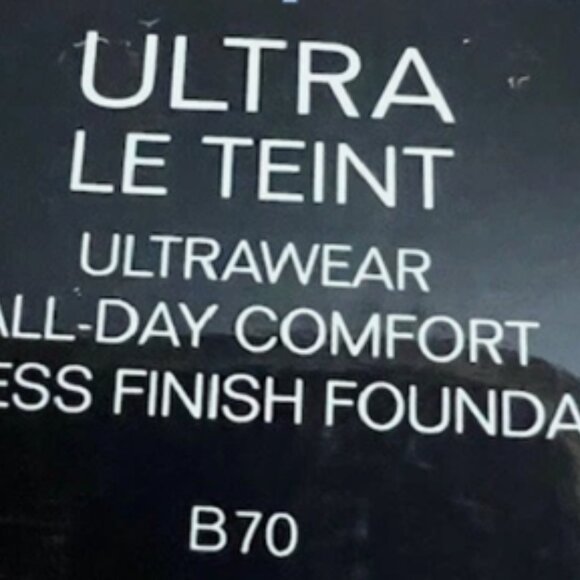 ULTRA
LE TEINT
ULTRAWEAR
ALL-DAY COMFORT
ESS FINISH FOUNDA
B70